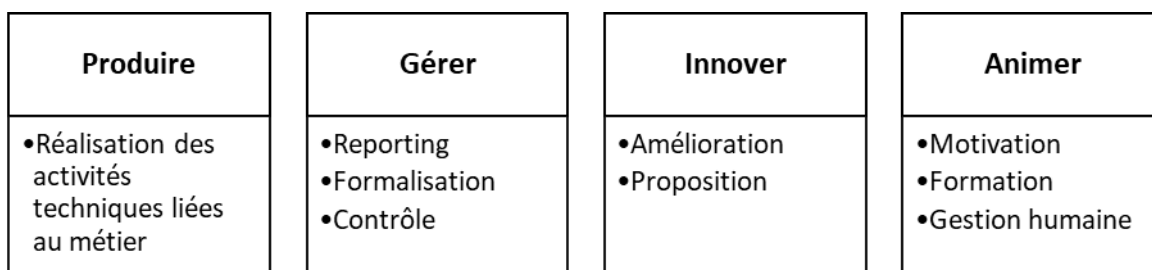 Produire
•Réalisation des
activités
techniques liées
au métier
Gérer
•Reporting
•Formalisation
•Contrôle
Innover
•Amélioration
•Proposition
Animer
•Motivation
•Formation
•Gestion humaine